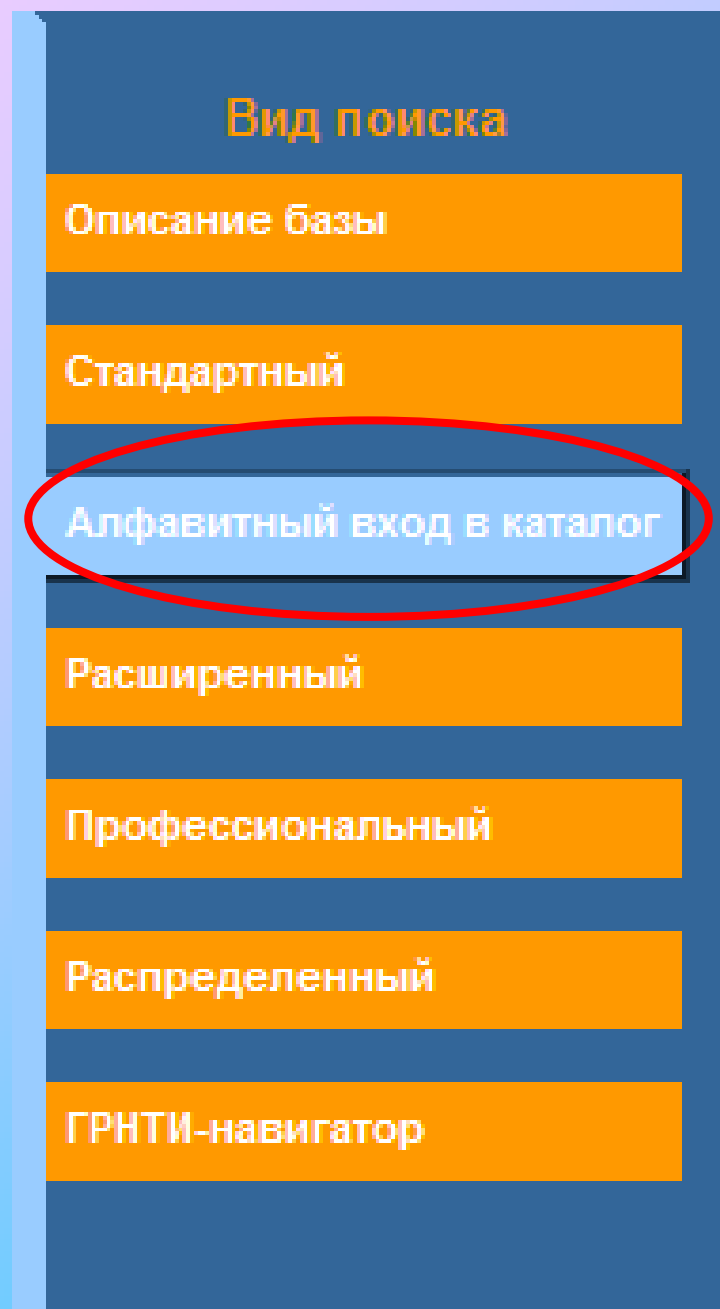 Вид поиска
Описание базы
Стандартный
Алфавитный вход в каталог
Расширенный
Профессиональный
Распределенный
ГРНТИ-навигатор